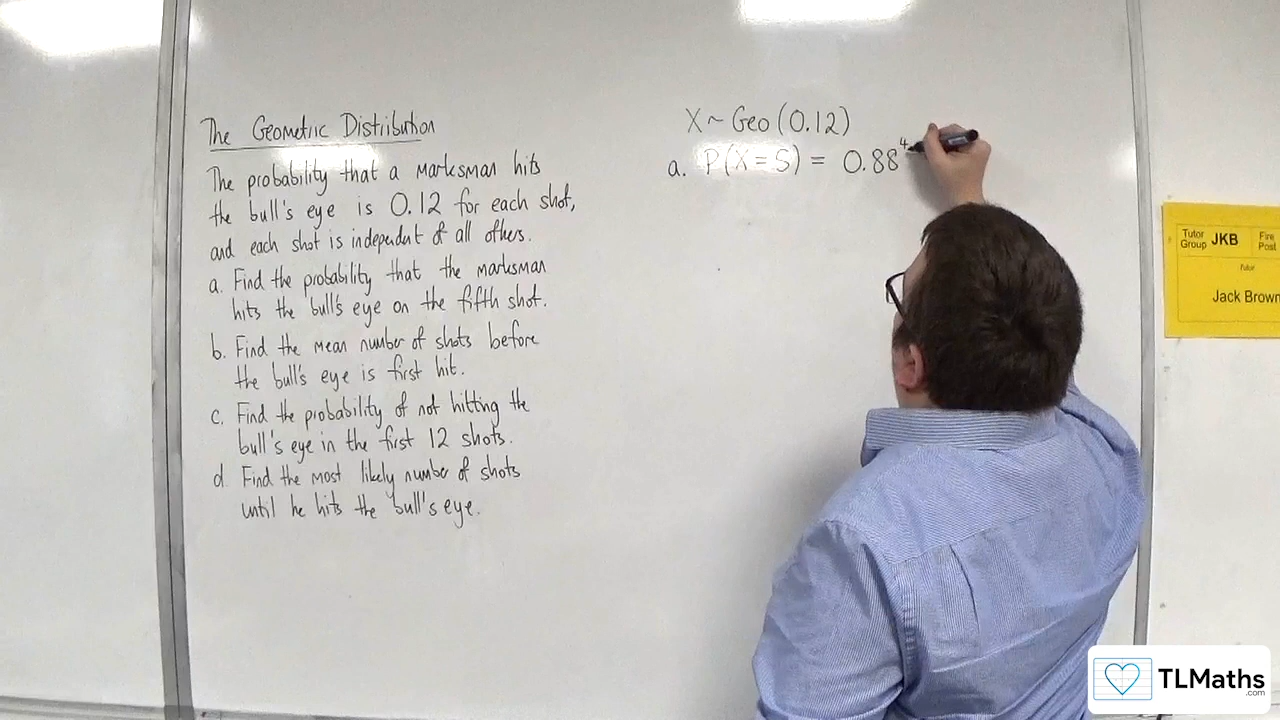 The Geometric Distribution
The probability that a marksman hits
the bull's eye is 0.12 for each shot,
and each shot is independent of all others.
a. Find the probability that the marksman
hits the bull's eye on the fifth shot.
b. Find the mean number of shots before
the bull's eye is first hit.
c. Find the probability of not hitting the
bull's eye in the first 12 shots.
d. Find the most likely number of shots
until he hits the bull's eye.
X ~ Geo (0.12)
a. P(X = 5) = 0.88⁴
Tutor Group JKB
Fire Post
Tutor
Jack Brown
TLMaths
.com